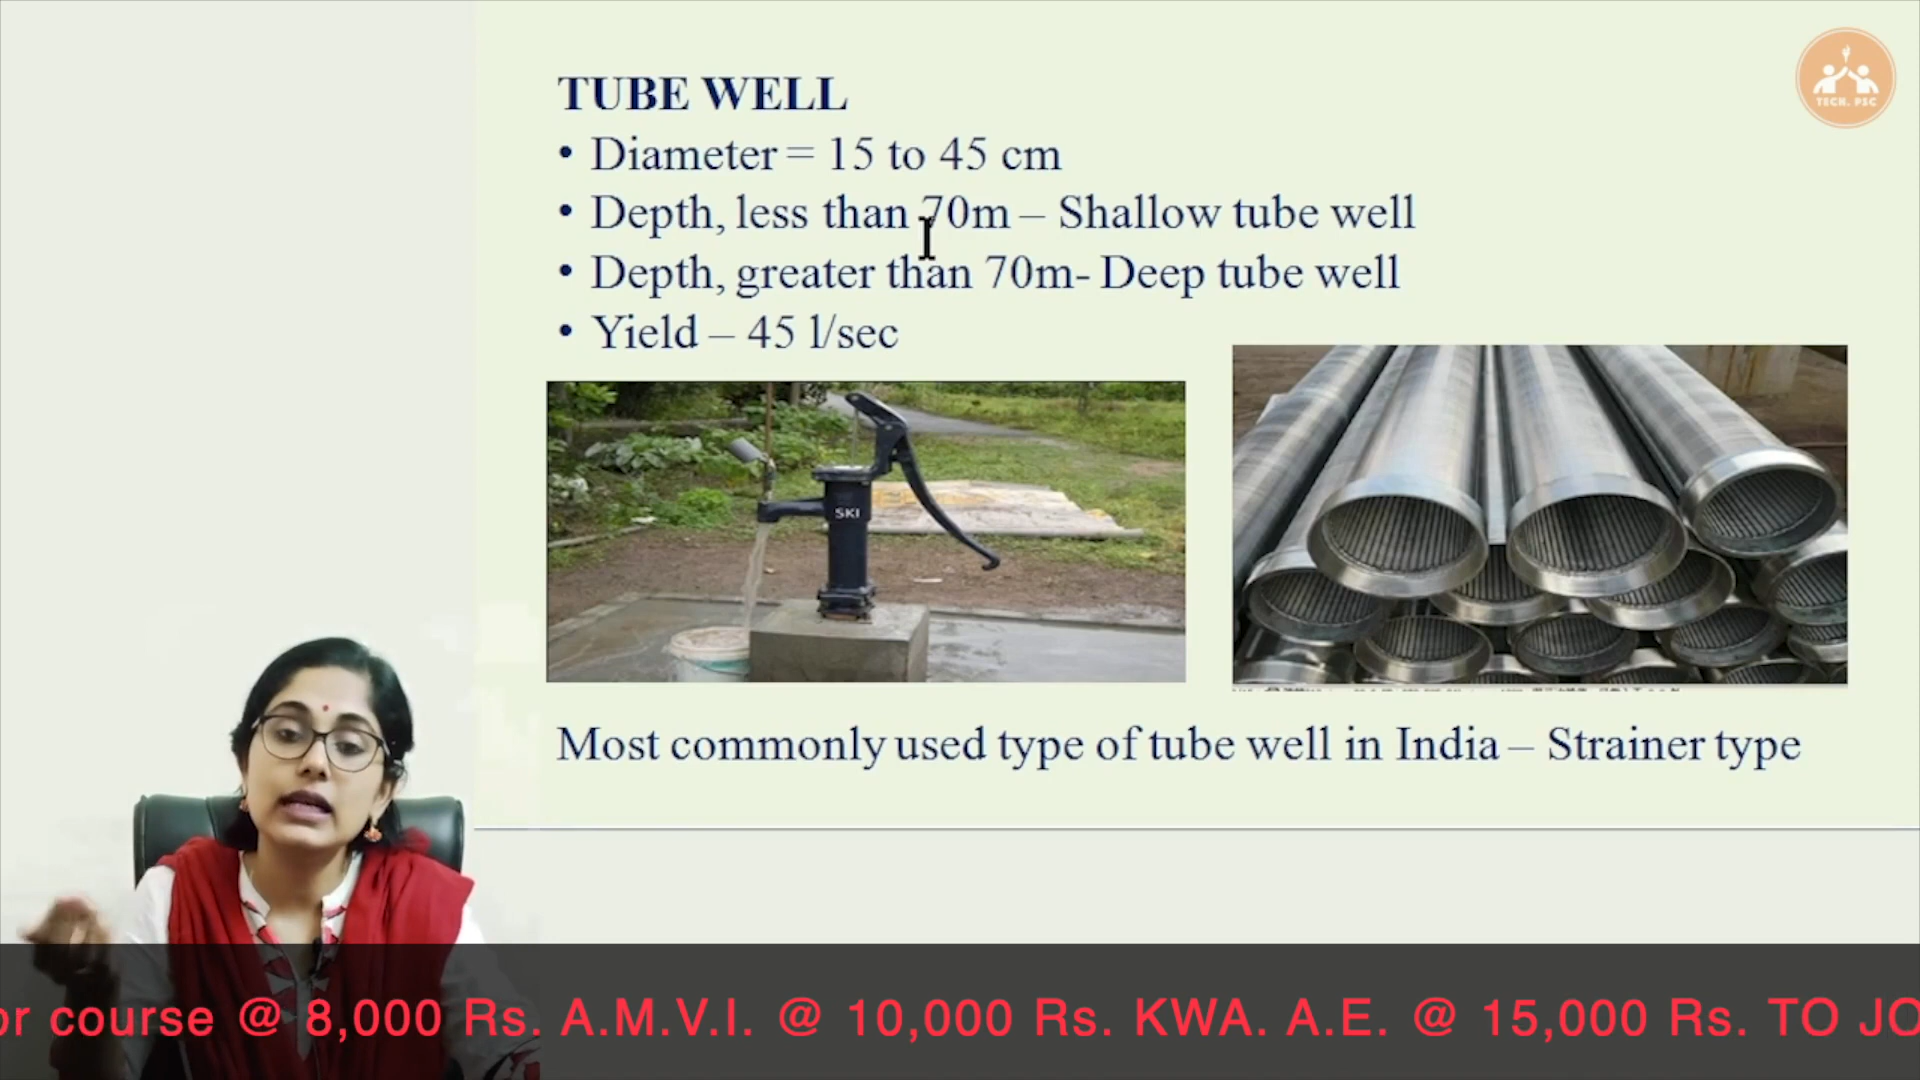 TUBE WELL
• Diameter = 15 to 45 cm
• Depth, less than 70m – Shallow tube well
• Depth, greater than 70m- Deep tube well
• Yield – 45 l/sec
TECH. PSC
SKI
Most commonly used type of tube well in India – Strainer type
or course @ 8,000 Rs. A.M.V.I. @ 10,000 Rs. KWA. A.E. @ 15,000 Rs. TO JO